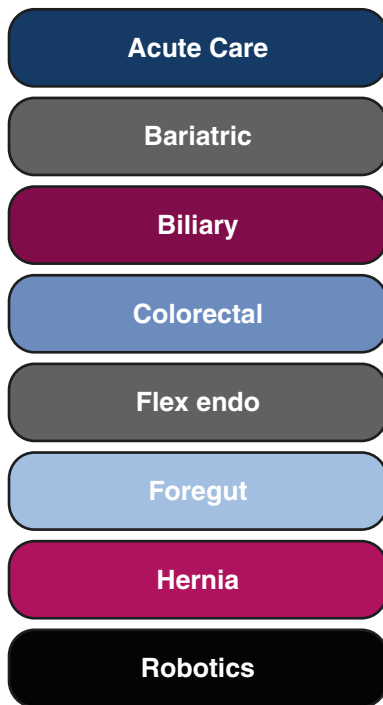 Acute Care
Bariatric
Biliary
Colorectal
Flex endo
Foregut
Hernia
Robotics